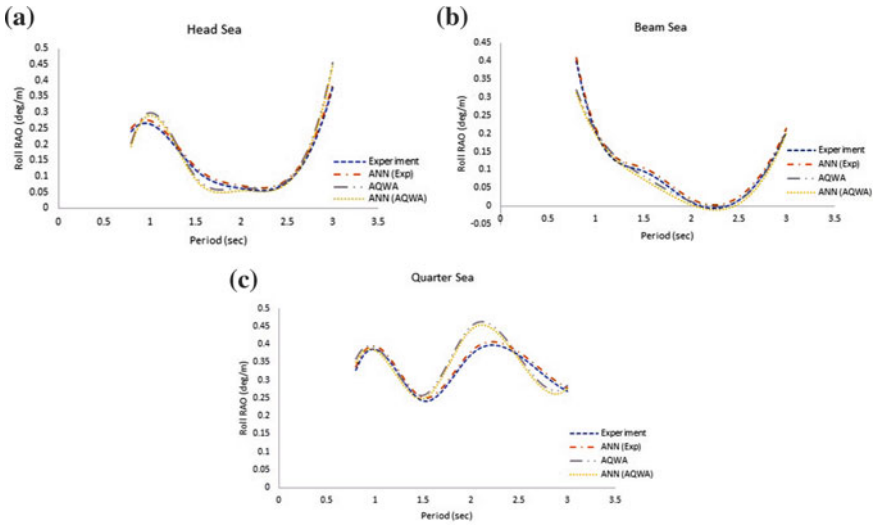 (a)
Head Sea
Roll RAO (deg/m)
0.5
0.45
0.4
0.35
0.3
0.25
0.2
0.15
0.1
0.05
0
0 0.5 1 1.5 2 2.5 3 3.5
Period (sec)
Experiment
ANN (Exp)
AQWA
ANN (AQWA)
(b)
Beam Sea
Roll RAO (deg/m)
0.45
0.4
0.35
0.3
0.25
0.2
0.15
0.1
0.05
0
-0.05
0 0.5 1 1.5 2 2.5 3 3.5
Period (sec)
Experiment
ANN (Exp)
AQWA
ANN (AQWA)
(c)
Quarter Sea
Roll RAO (deg/m)
0.5
0.45
0.4
0.35
0.3
0.25
0.2
0.15
0.1
0.05
0
0 0.5 1 1.5 2 2.5 3 3.5
Period (sec)
Experiment
ANN (Exp)
AQWA
ANN (AQWA)